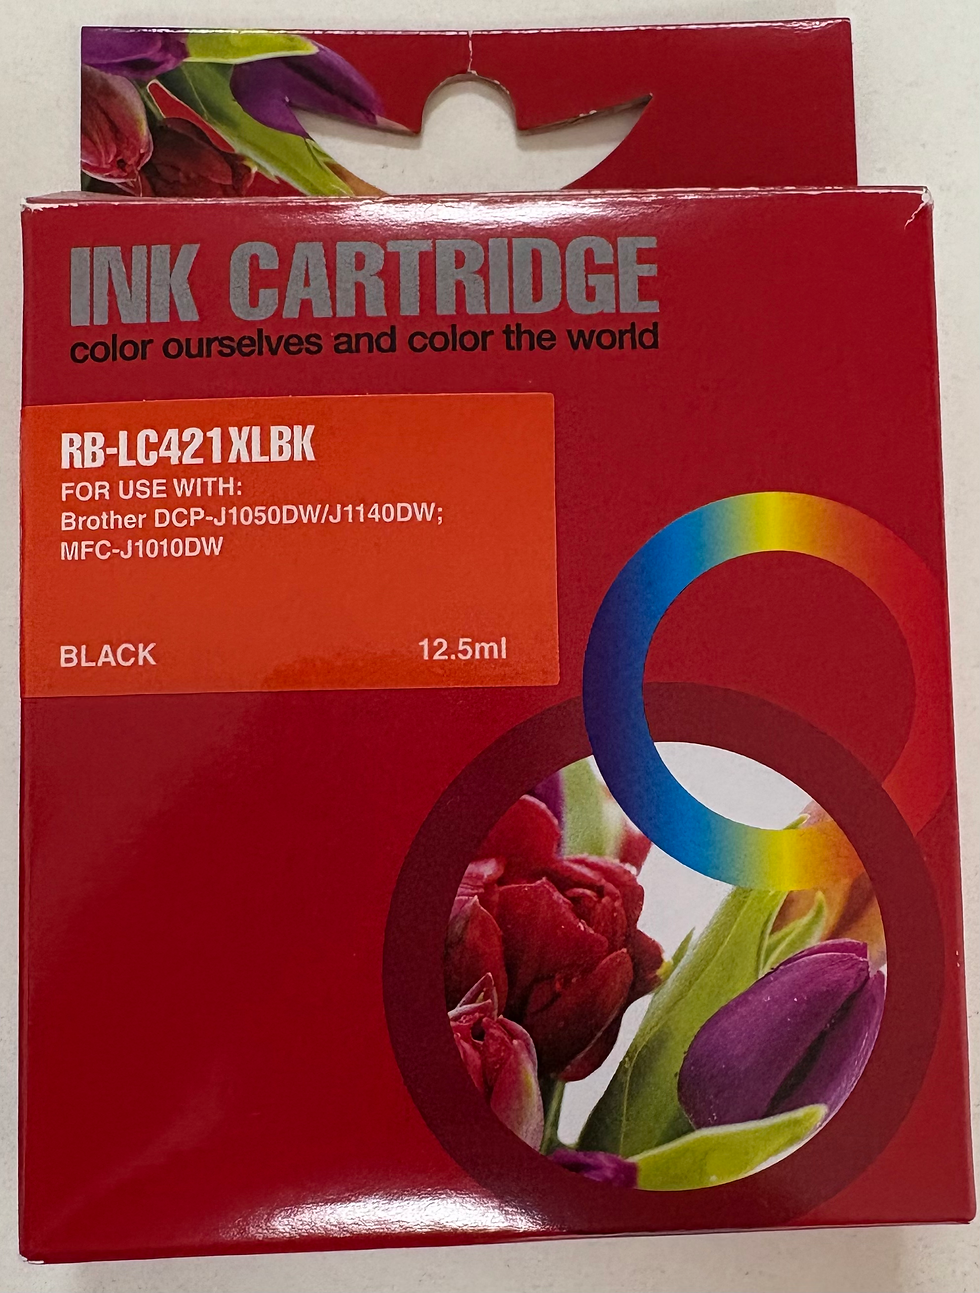 INK CARTRIDGE
color ourselves and color the world
RB-LC421XLBK
FOR USE WITH:
Brother DCP-J1050DW/J1140DW;
MFC-J1010DW
BLACK 12.5ml